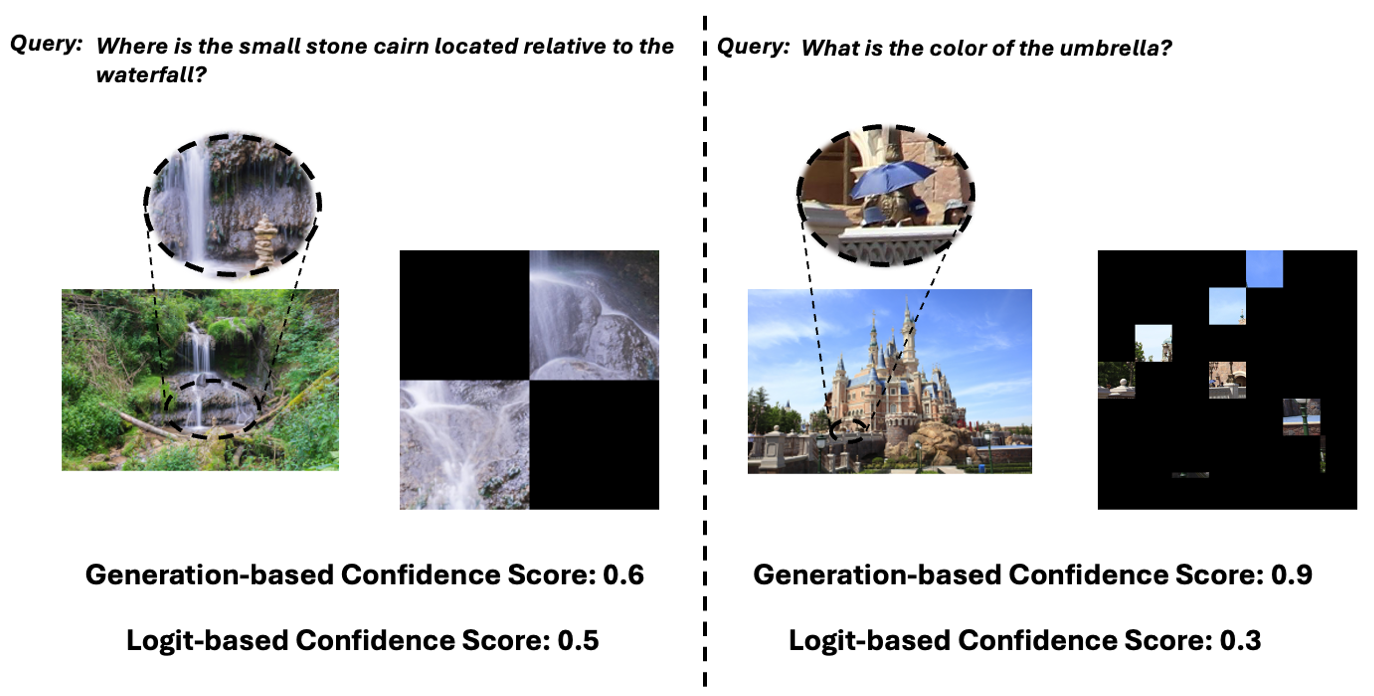 Query: Where is the small stone cairn located relative to the
waterfall?
Generation-based Confidence Score: 0.6
Logit-based Confidence Score: 0.5
Query: What is the color of the umbrella?
Generation-based Confidence Score: 0.9
Logit-based Confidence Score: 0.3